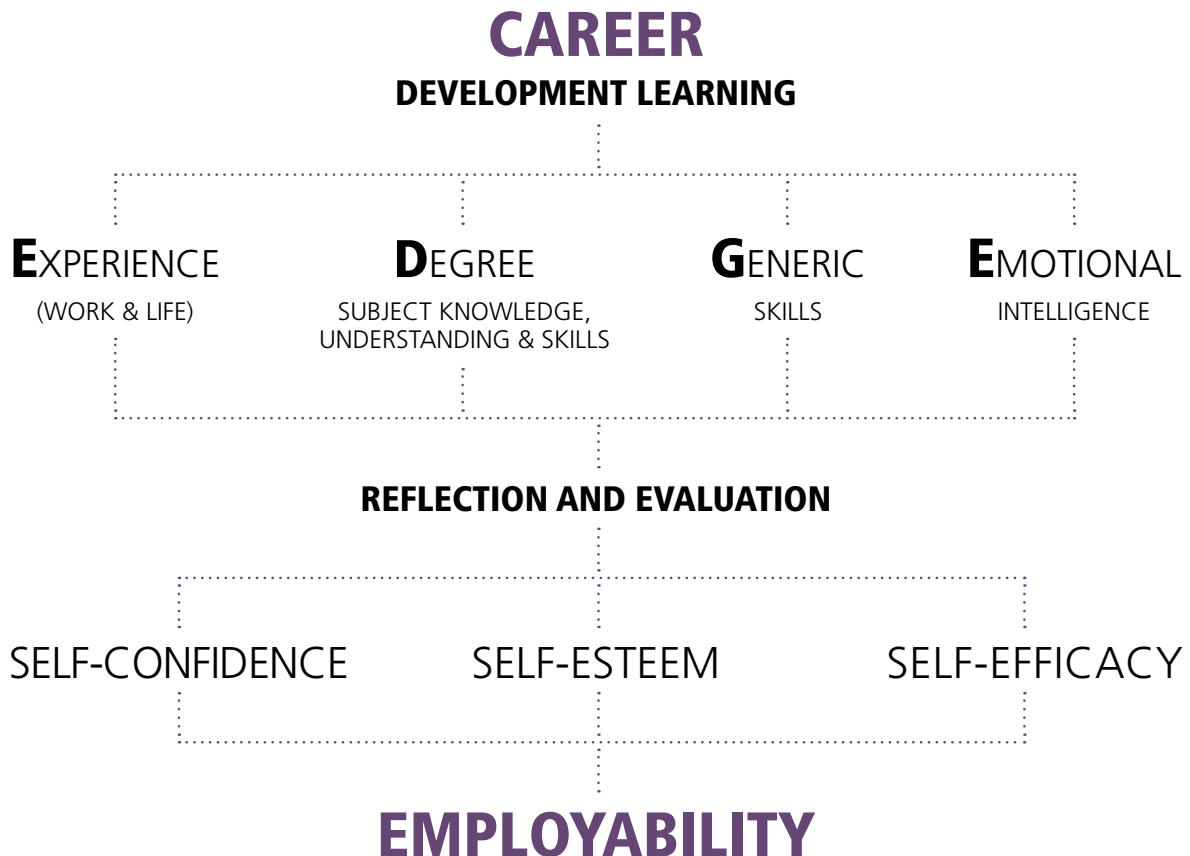 CAREER
DEVELOPMENT LEARNING
EXPERIENCE
(WORK & LIFE)
DEGREE
SUBJECT KNOWLEDGE,
UNDERSTANDING & SKILLS
GENERIC
SKILLS
EMOTIONAL
INTELLIGENCE
REFLECTION AND EVALUATION
SELF-CONFIDENCE
SELF-ESTEEM
SELF-EFFICACY
EMPLOYABILITY